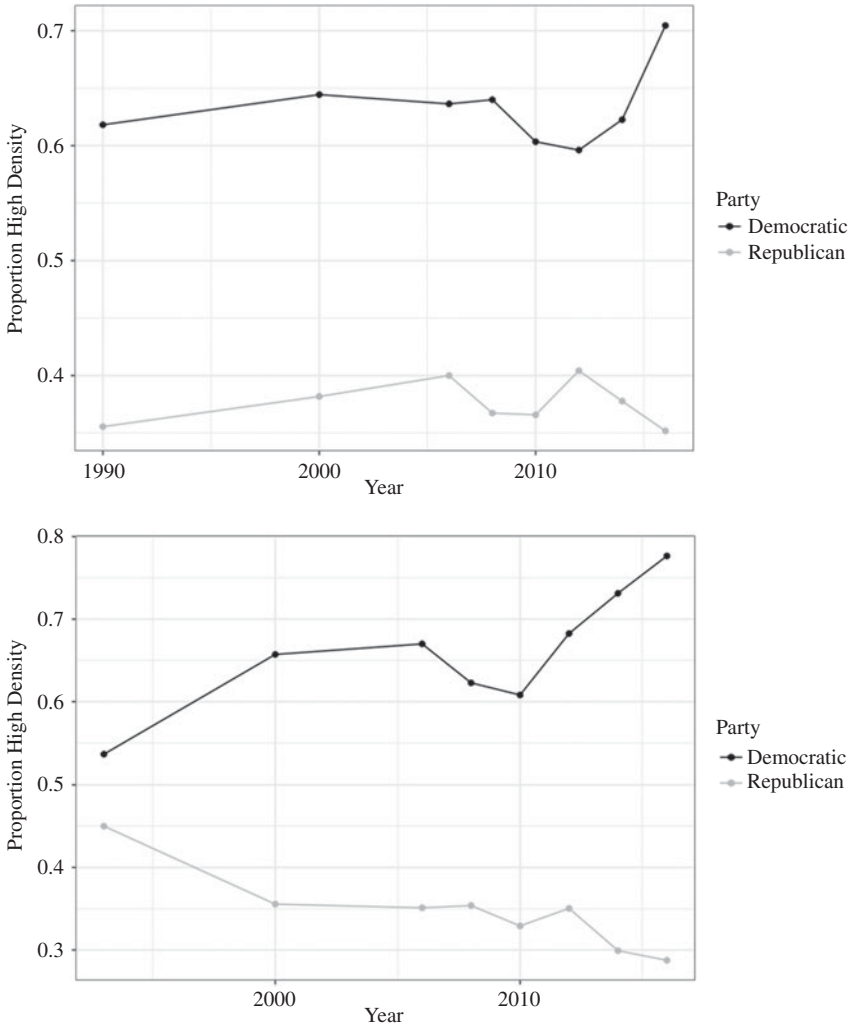 0.7
0.6
0.5
0.4
Proportion High Density
1990
2000
2010
Year
Party
Democratic
Republican
0.8
0.7
0.6
0.5
0.4
0.3
Proportion High Density
2000
2010
Year
Party
Democratic
Republican